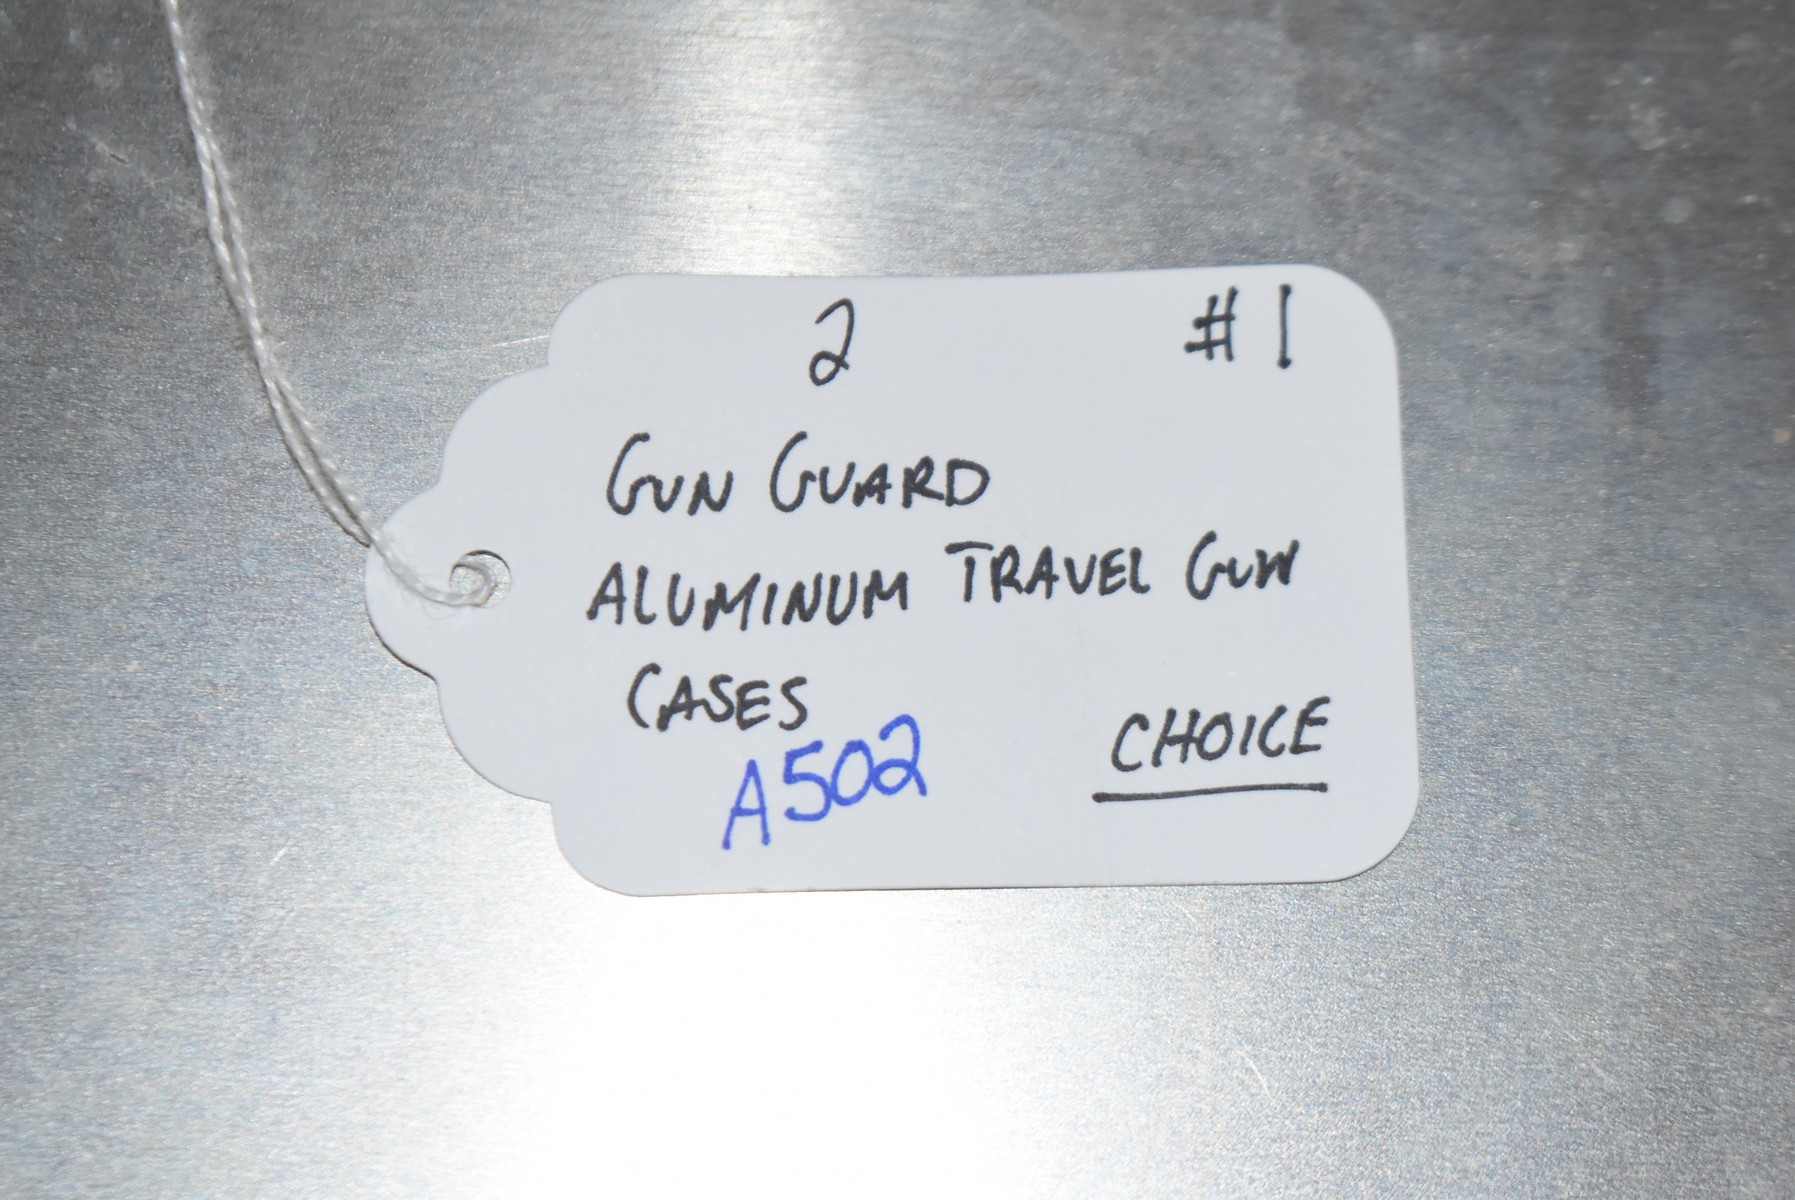 2 #1
GUN GUARD
ALUMINUM TRAVEL GUN
CASES
CHOICE
A502